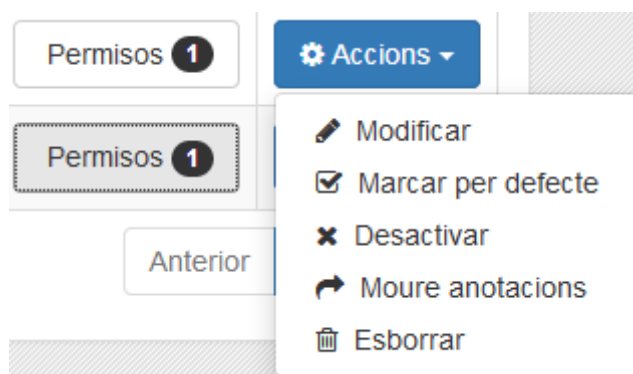 Permisos 1 Accions
Modificar
Permisos 1 Marcar per defecte
Desactivar
Anterior
Moure anotacions
Esborrar